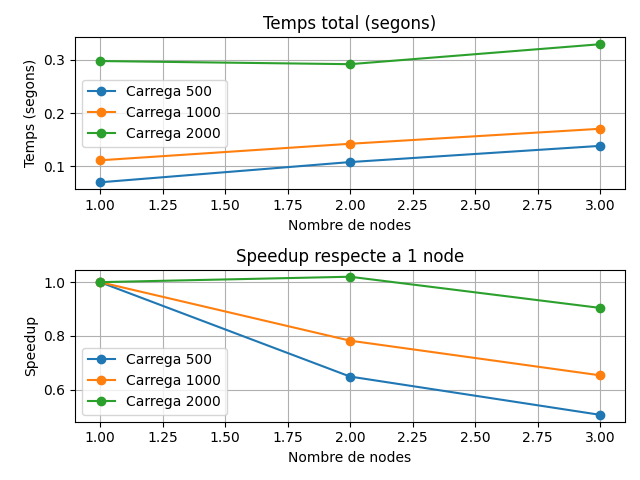 Temps total (segons)
Temps (segons)
0.3
0.2
0.1
Carrega 500
Carrega 1000
Carrega 2000
1.00 1.25 1.50 1.75 2.00 2.25 2.50 2.75 3.00
Nombre de nodes
Speedup respecte a 1 node
Speedup
1.0
0.8
0.6
Carrega 500
Carrega 1000
Carrega 2000
1.00 1.25 1.50 1.75 2.00 2.25 2.50 2.75 3.00
Nombre de nodes